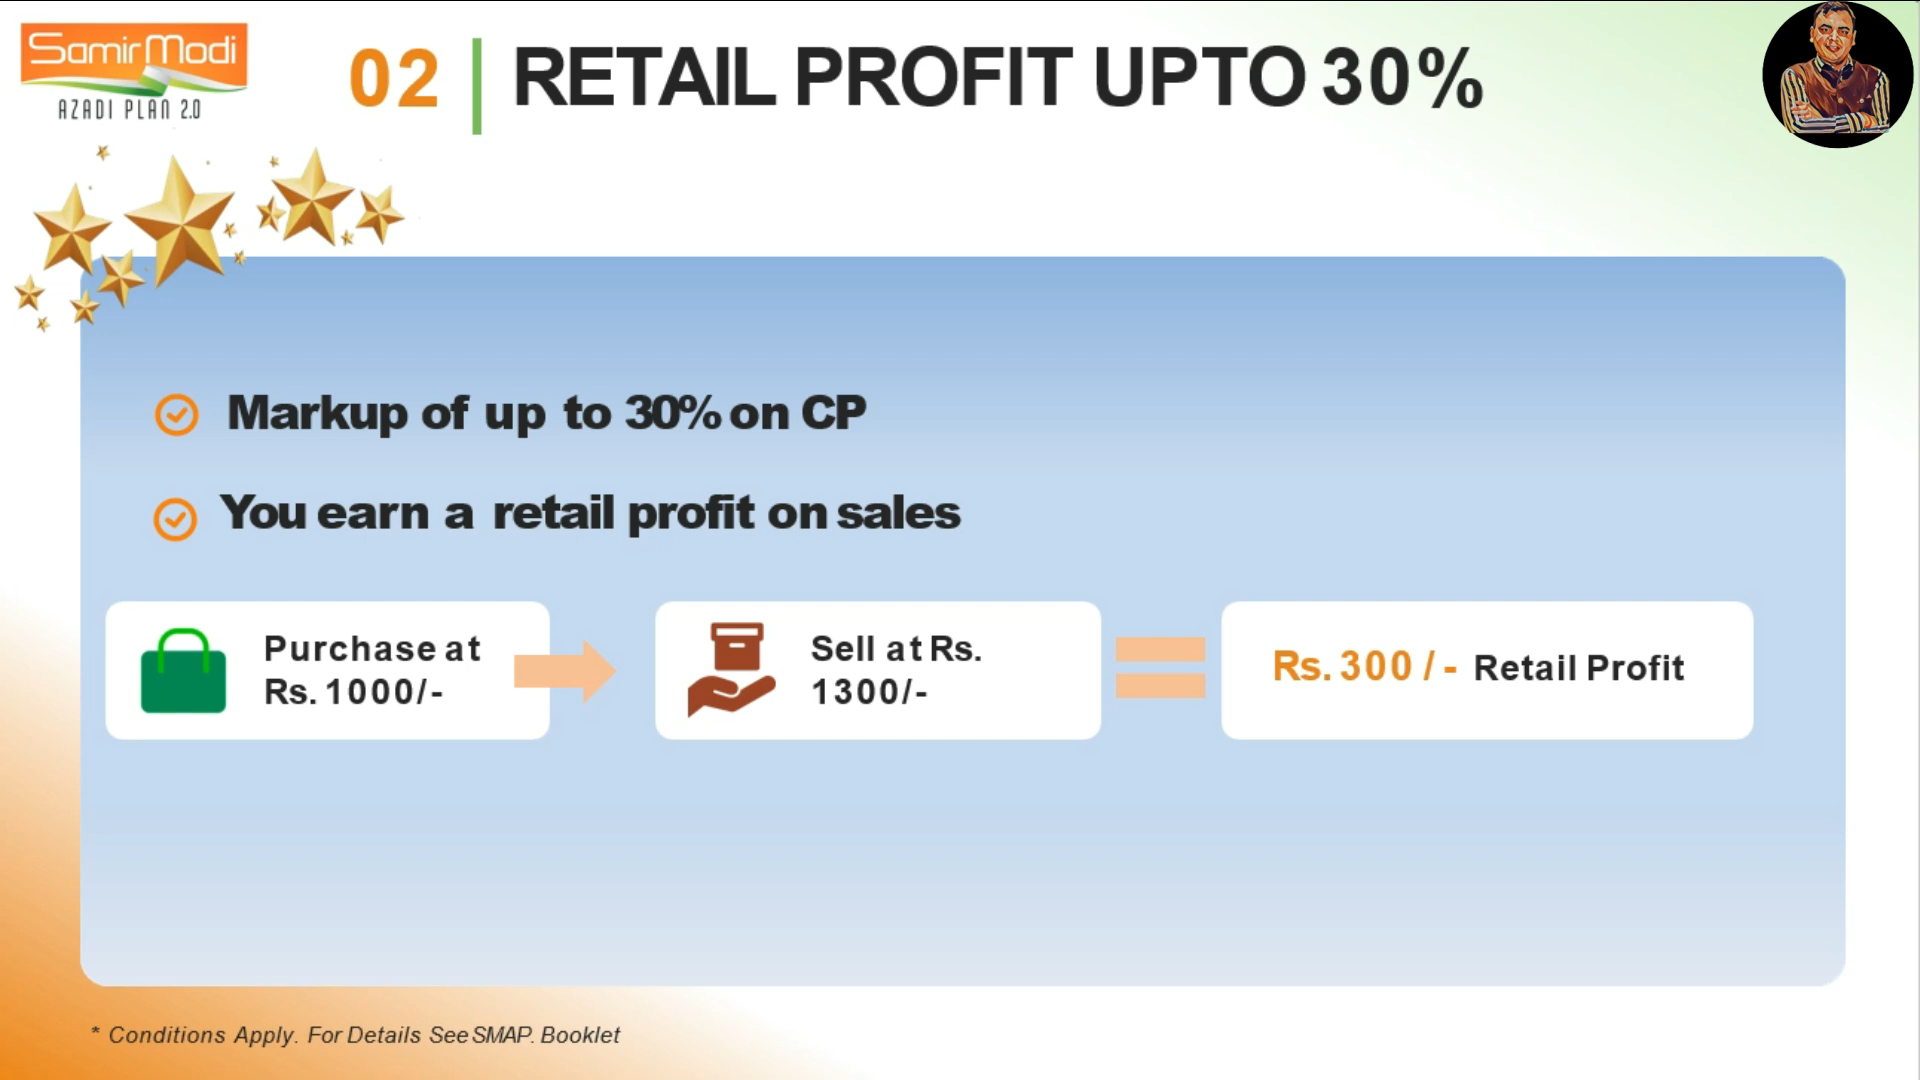 SamirModi
AZADI PLAN 2.0
02 RETAIL PROFIT UPTO 30%
Markup of up to 30% on CP
You earn a retail profit on sales
Purchase at
Rs. 1000/-
Sell at Rs.
1300/-
Rs. 300 /- Retail Profit
* Conditions Apply. For Details See SMAP. Booklet